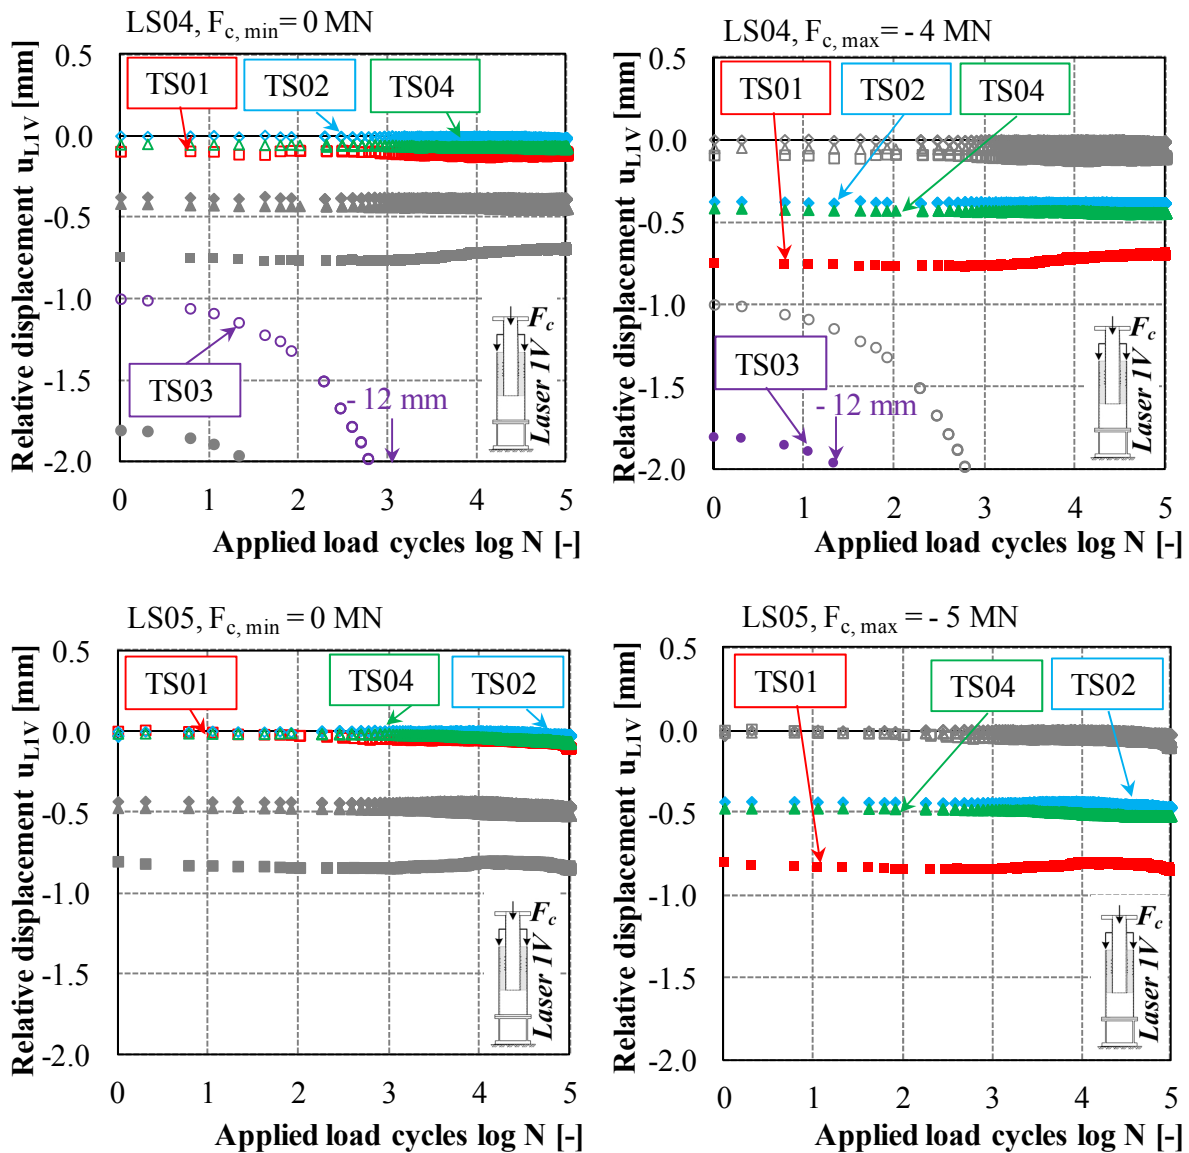 LS04, Fc, min = 0 MN
Relative displacement uL1V [mm]
0.5
0.0
-0.5
-1.0
-1.5
-2.0
TS01
TS02
TS04
TS03
- 12 mm
Fc
Laser 1V
0 1 2 3 4 5
Applied load cycles log N [-]
LS04, Fc, max = - 4 MN
Relative displacement uL1V [mm]
0.5
0.0
-0.5
-1.0
-1.5
-2.0
TS01
TS02
TS04
TS03
- 12 mm
Fc
Laser 1V
0 1 2 3 4 5
Applied load cycles log N [-]
LS05, Fc, min = 0 MN
Relative displacement uL1V [mm]
0.5
0.0
-0.5
-1.0
-1.5
-2.0
TS01
TS04
TS02
Fc
Laser 1V
0 1 2 3 4 5
Applied load cycles log N [-]
LS05, Fc, max = - 5 MN
Relative displacement uL1V [mm]
0.5
0.0
-0.5
-1.0
-1.5
-2.0
TS01
TS04
TS02
Fc
Laser 1V
0 1 2 3 4 5
Applied load cycles log N [-]